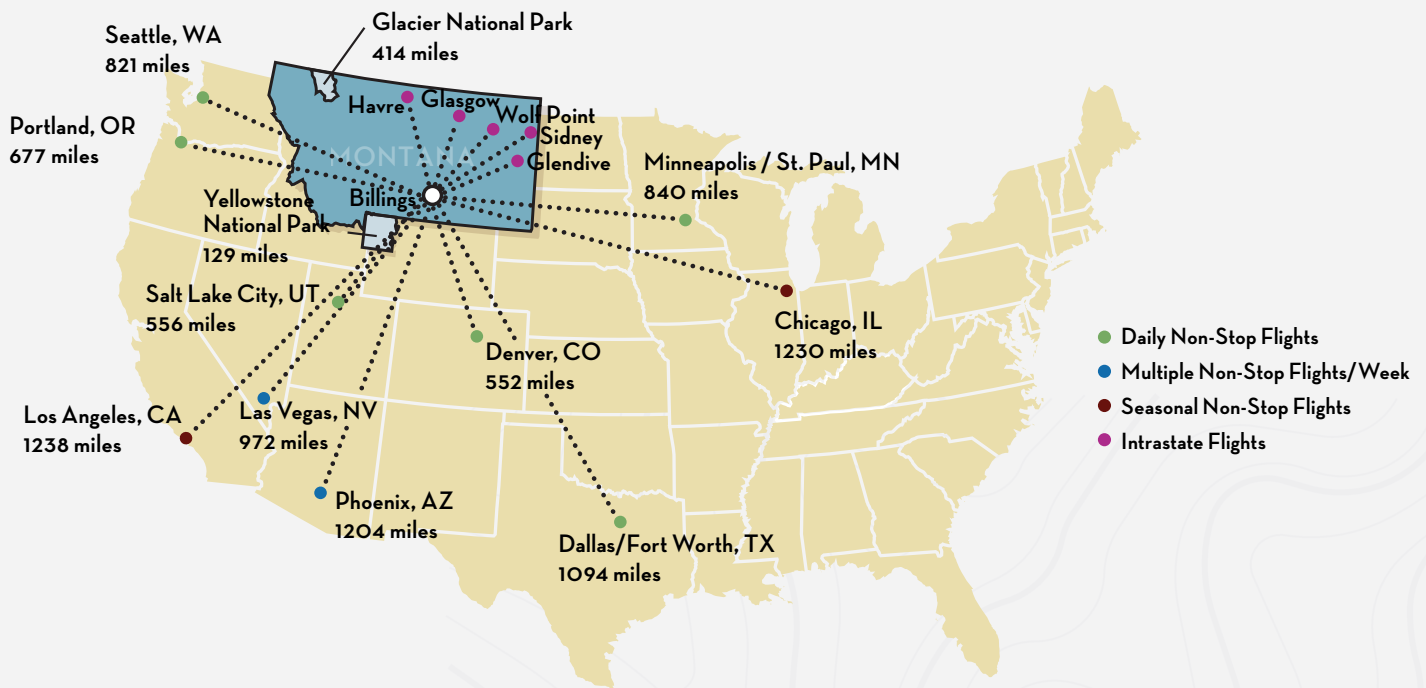 Glacier National Park
414 miles
Seattle, WA
821 miles
Portland, OR
677 miles
Havre
Glasgow
Wolf Point
Sidney
Glendive
MONTANA
Billings
Yellowstone
National Park
129 miles
Minneapolis / St. Paul, MN
840 miles
Salt Lake City, UT
556 miles
Chicago, IL
1230 miles
Denver, CO
552 miles
Los Angeles, CA
1238 miles
Las Vegas, NV
972 miles
Phoenix, AZ
1204 miles
Dallas/Fort Worth, TX
1094 miles
Daily Non-Stop Flights
Multiple Non-Stop Flights/Week
Seasonal Non-Stop Flights
Intrastate Flights